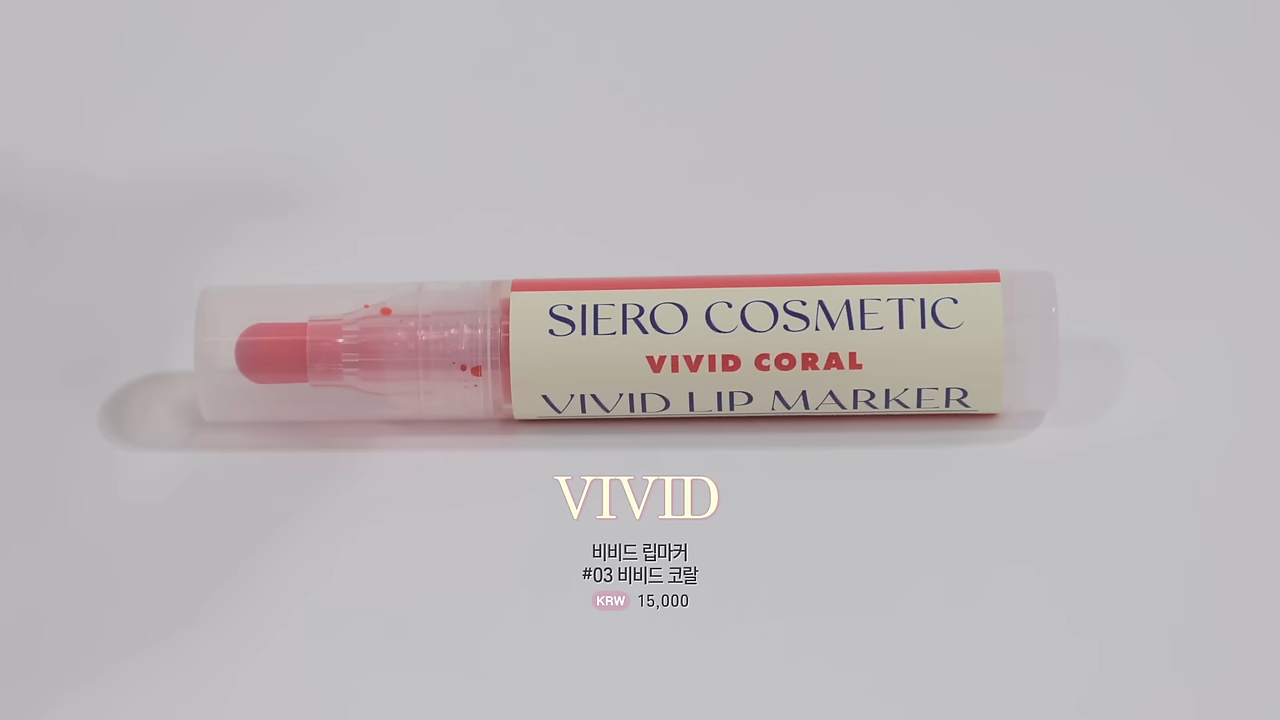 SIERO COSMETIC
VIVID CORAL
VIVID LIP MARKER
VIVID
비비드 립마커
#03 비비드 코랄
KRW 15,000